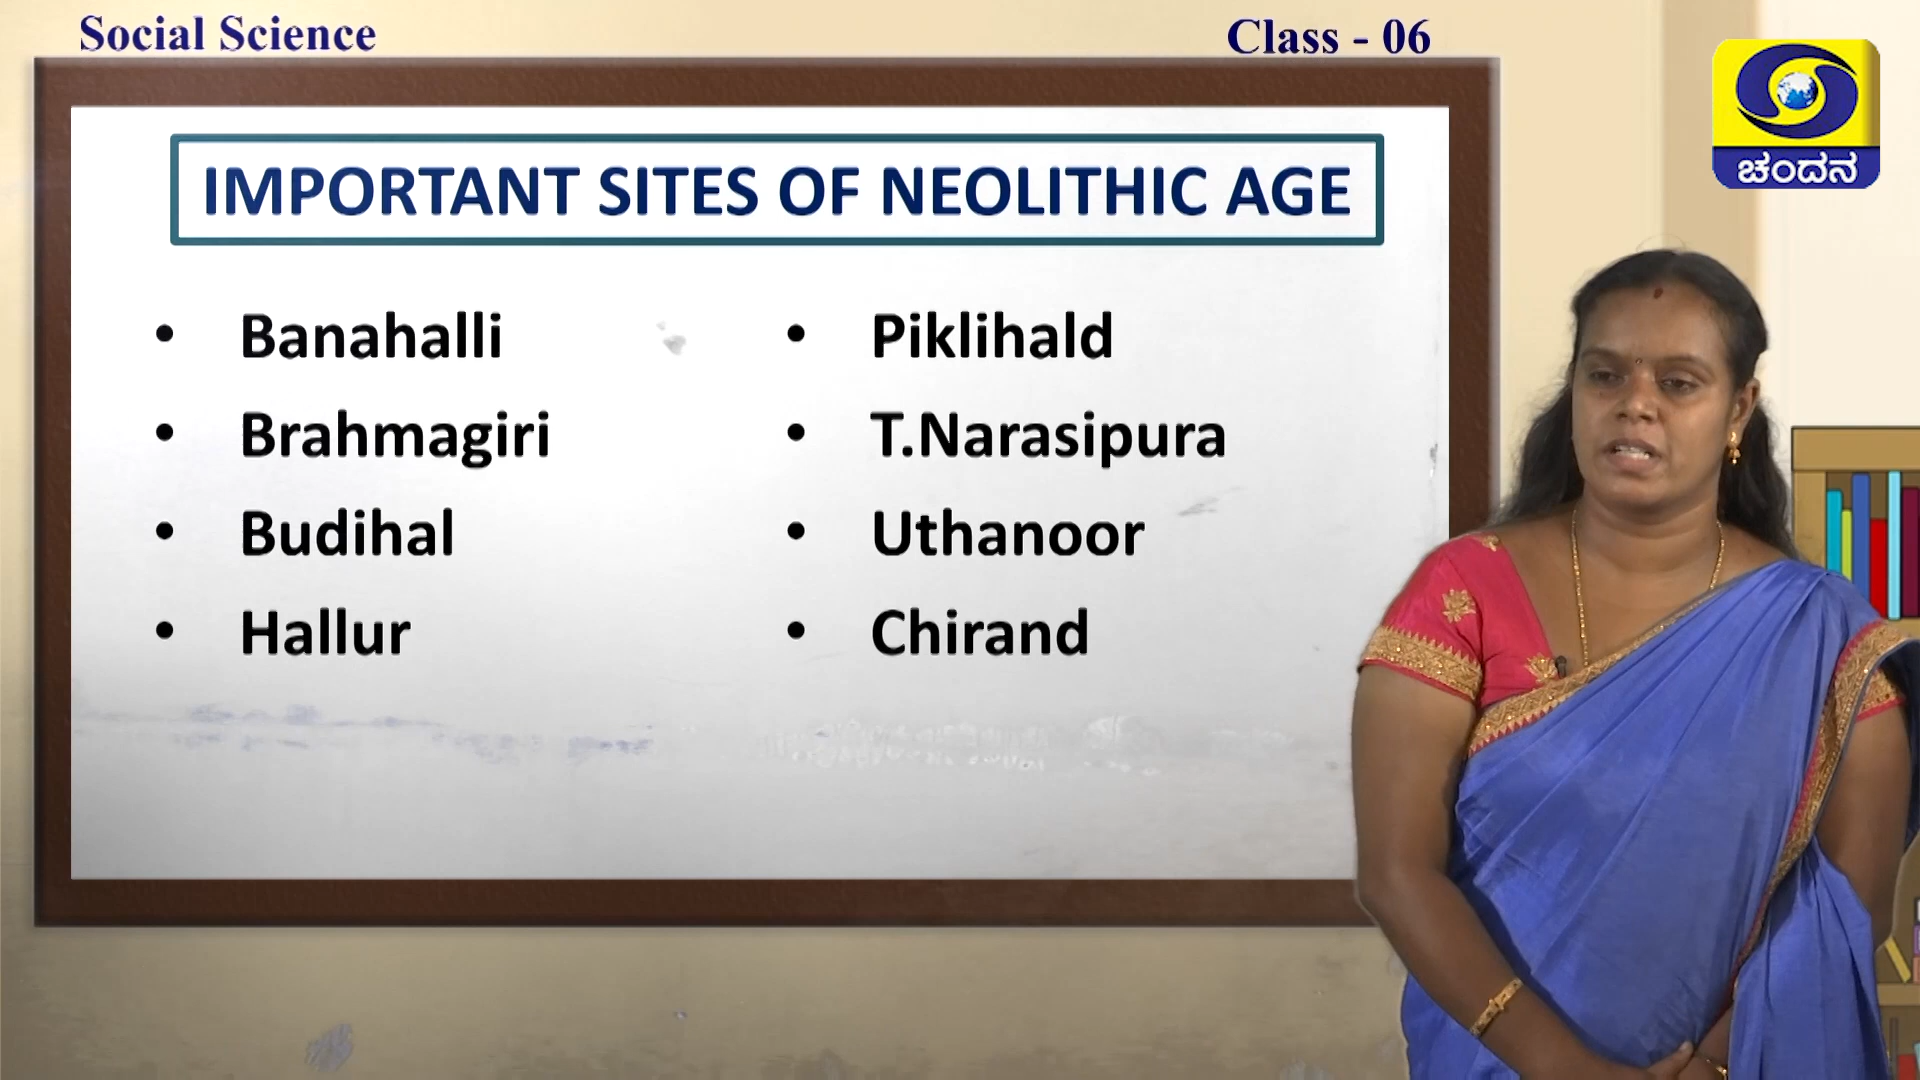 Social Science
Class - 06
ಚಂದನ
IMPORTANT SITES OF NEOLITHIC AGE
• Banahalli
• Brahmagiri
• Budihal
• Hallur
• Piklihald
• T.Narasipura
• Uthanoor
• Chirand